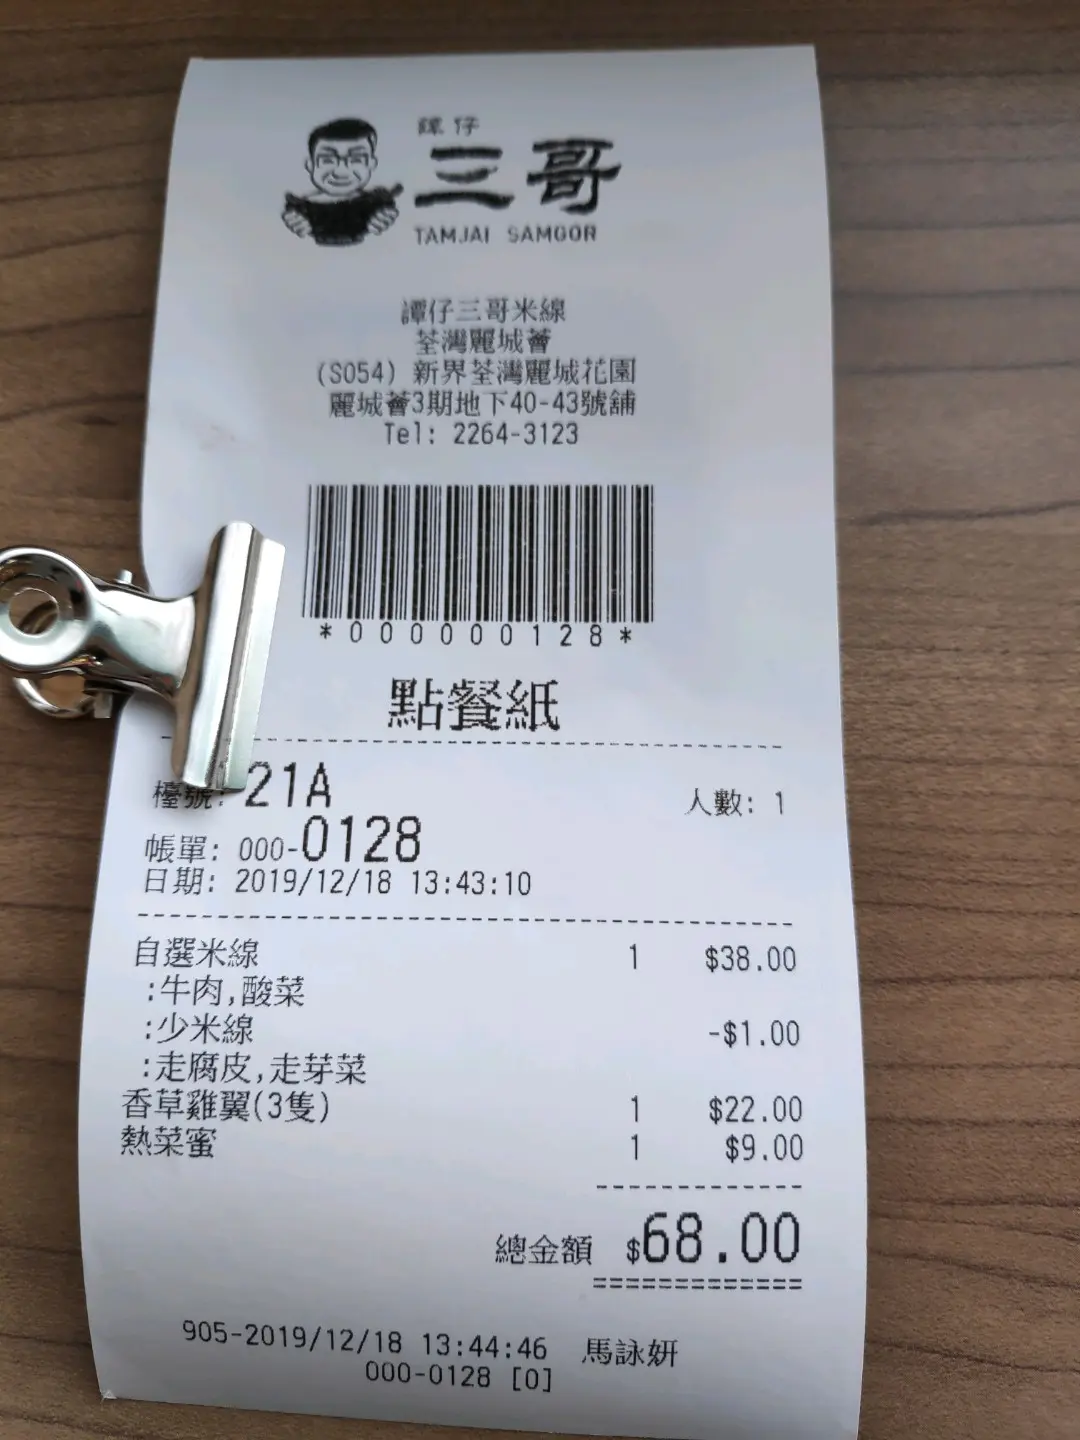 譚仔
三哥
TAMJAI SAMGOR
譚仔三哥米線
荃灣麗城薈
(S054) 新界荃灣麗城花園
麗城薈3期地下40-43號舖
Tel: 2264-3123
*000000128*
點餐紙
檯號: 21A 人數: 1
帳單: 000-0128
日期: 2019/12/18 13:43:10
自選米線 1 $38.00
:牛肉,酸菜
:少米線 -$1.00
:走腐皮,走芽菜
香草雞翼(3隻) 1 $22.00
熱菜蜜 1 $9.00
總金額 $68.00
905-2019/12/18 13:44:46 馬詠妍
000-0128 [0]